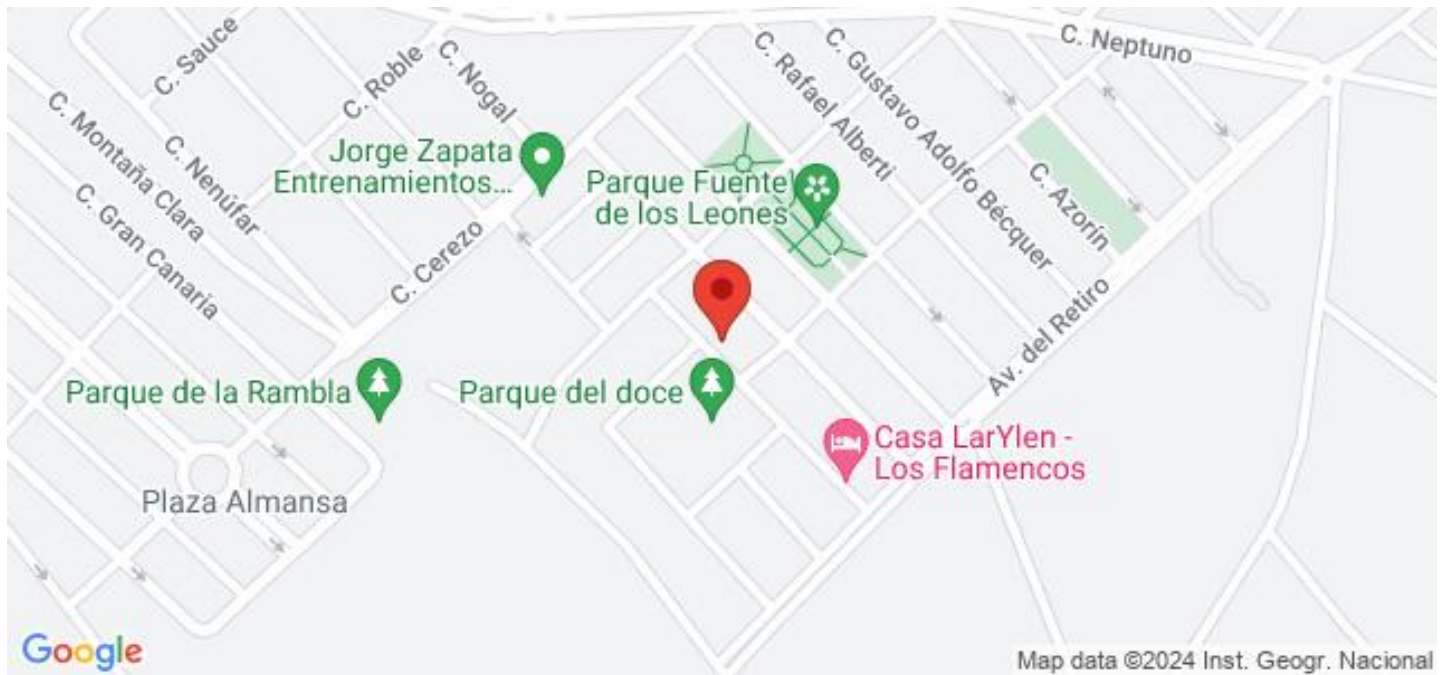 C. Sauce
C. Roble
C. Nogal
C. Neptuno
C. Rafael Alberti
C. Gustavo Adolfo Bécquer
C. Montaña Clara
C. Nenúfar
C. Gran Canaria
Jorge Zapata
Entrenamientos...
Parque Fuente
de los Leones
C. Azorín
C. Cerezo
Av. del Retiro
Parque de la Rambla
Parque del doce
Casa LarYlen -
Los Flamencos
Plaza Almansa
Google
Map data ©2024 Inst. Geogr. Nacional